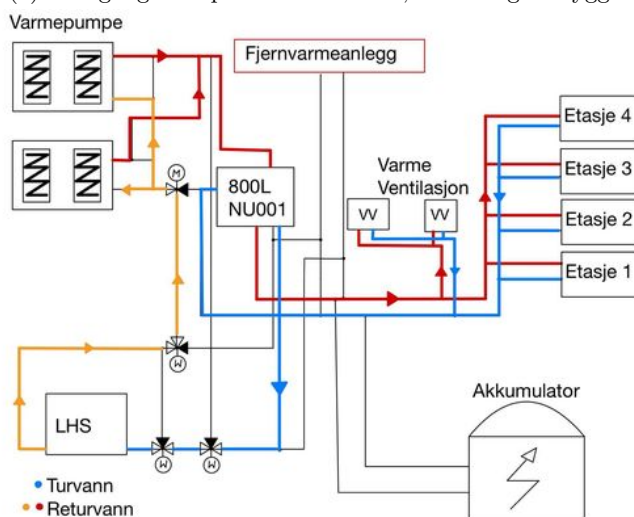 Varmepumpe
Fjernvarmeanlegg
Etasje 4
Varme
Ventilasjon
Etasje 3
M
800L
NU001
VV
VV
Etasje 2
Etasje 1
M
Akkumulator
LHS
M
M
Turvann
Returvann